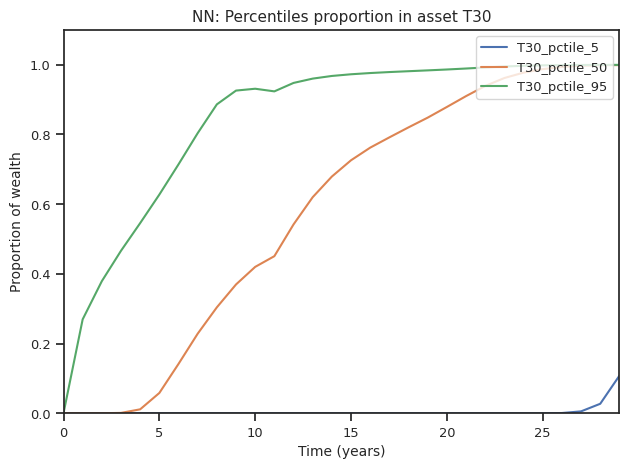 NN: Percentiles proportion in asset T30
T30_pctile_5
T30_pctile_50
T30_pctile_95
Proportion of wealth
1.0
0.8
0.6
0.4
0.2
0.0
0 5 10 15 20 25
Time (years)